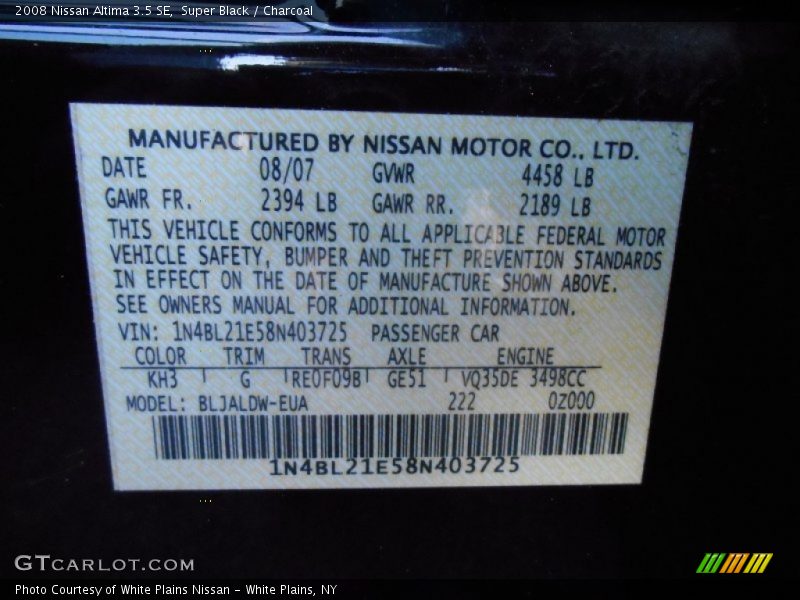 2008 Nissan Altima 3.5 SE,  Super Black / Charcoal
MANUFACTURED BY NISSAN MOTOR CO., LTD.
DATE 08/07 GVWR 4458 LB
GAWR FR. 2394 LB GAWR RR. 2189 LB
THIS VEHICLE CONFORMS TO ALL APPLICABLE FEDERAL MOTOR
VEHICLE SAFETY, BUMPER AND THEFT PREVENTION STANDARDS
IN EFFECT ON THE DATE OF MANUFACTURE SHOWN ABOVE.
SEE OWNERS MANUAL FOR ADDITIONAL INFORMATION.
VIN: 1N4BL21E58N403725 PASSENGER CAR
COLOR TRIM TRANS AXLE ENGINE
KH3 G RE0F09B GE51 VQ35DE 3498CC
MODEL: BLJALDW-EUA 222 0Z000
1N4BL21E58N403725
GTCARLOT.COM
Photo Courtesy of White Plains Nissan - White Plains, NY